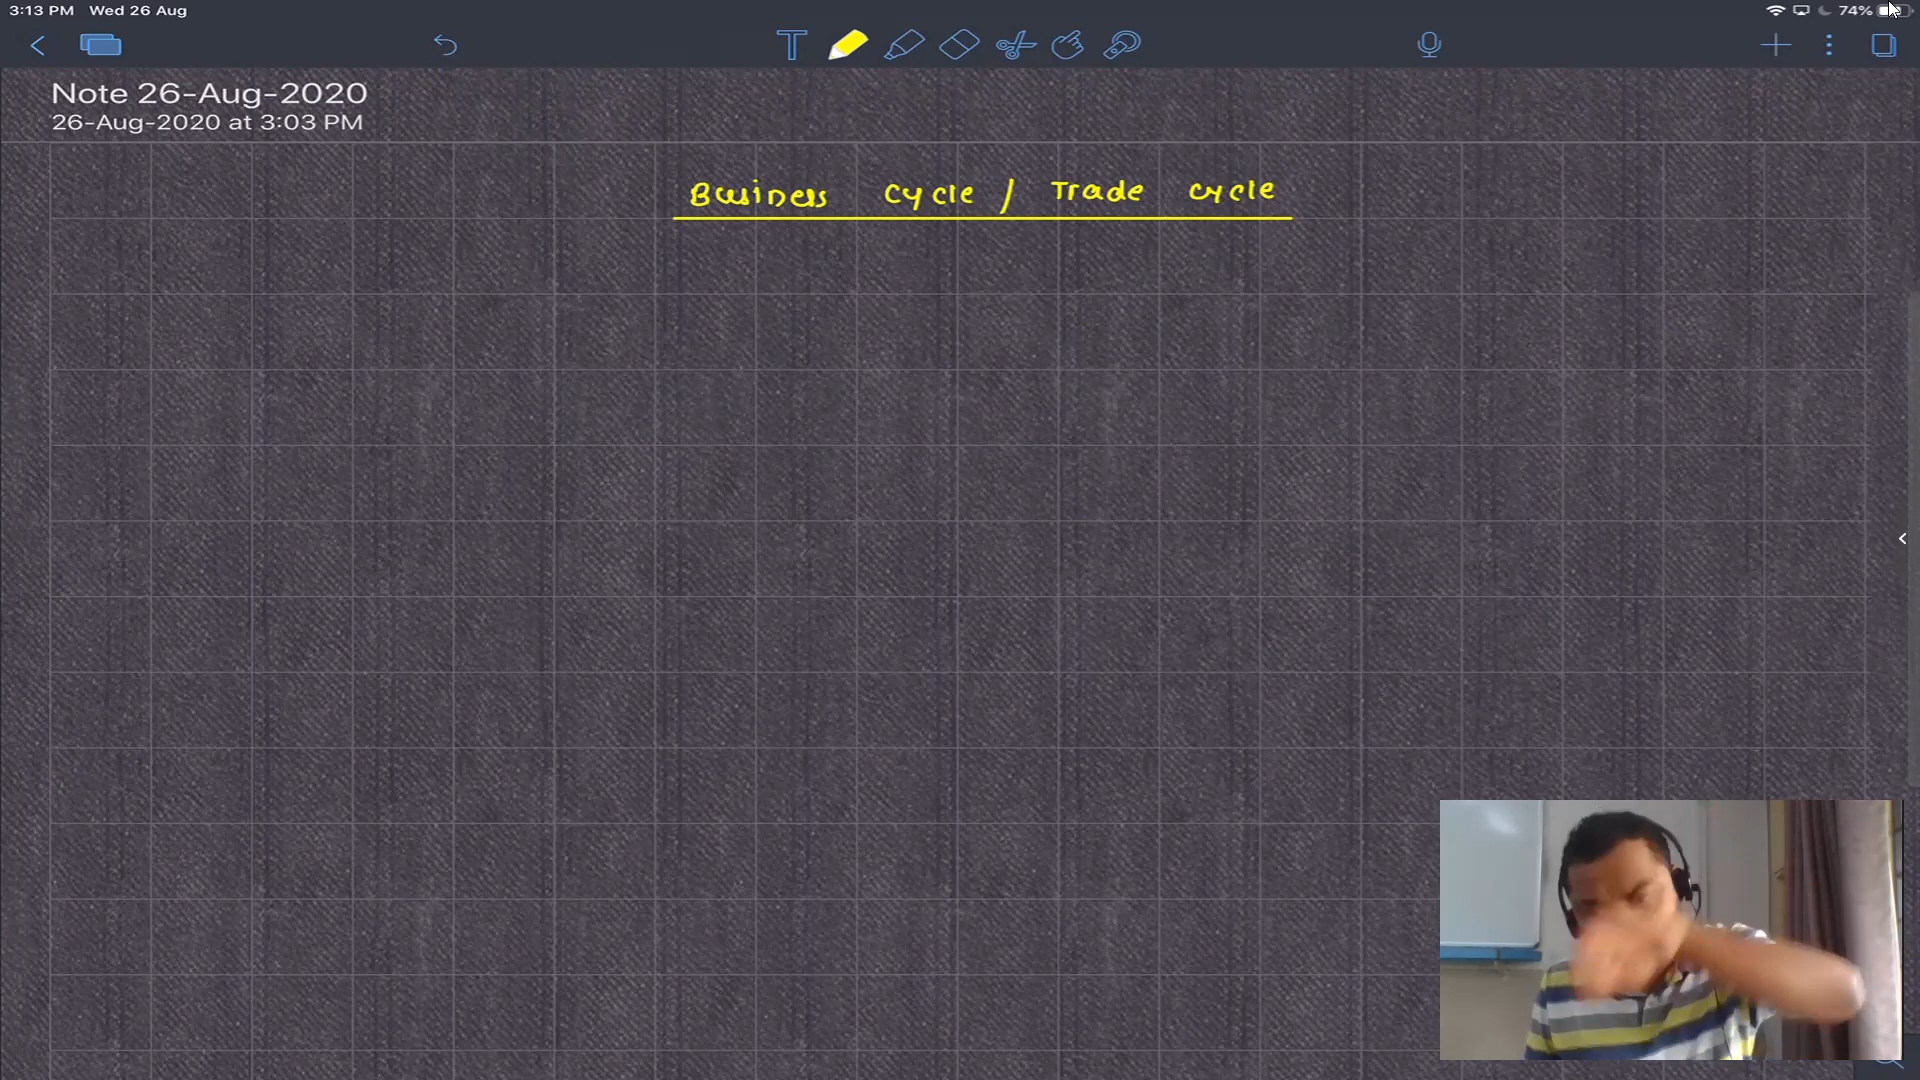 3:13 PM Wed 26 Aug 74%
T
Note 26-Aug-2020
26-Aug-2020 at 3:03 PM
Business cycle / Trade cycle